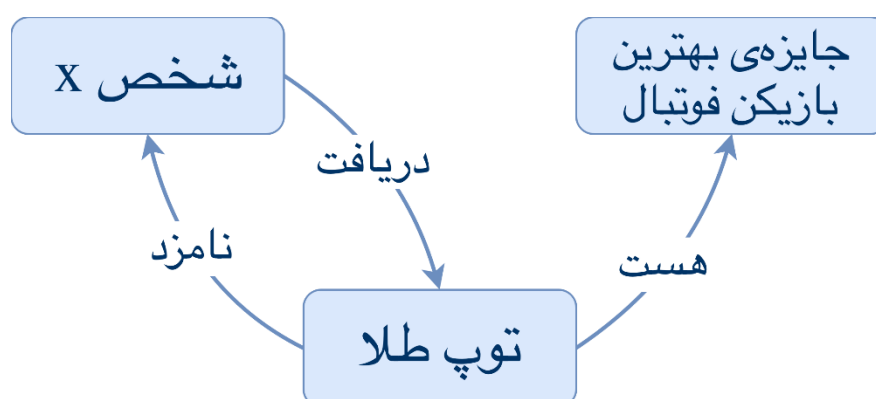 جایزه‌ی بهترین
بازیکن فوتبال
شخص x
دریافت
نامزد
هست
توپ طلا